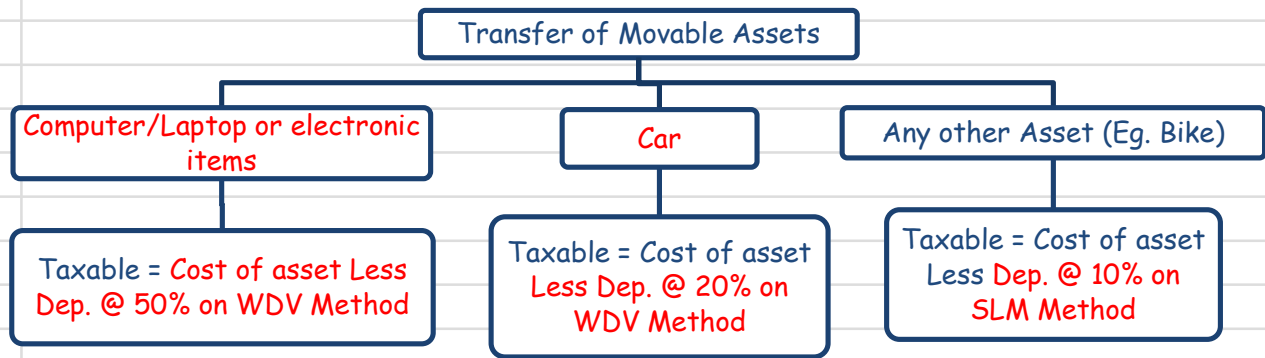 Transfer of Movable Assets
Computer/Laptop or electronic
items
Car
Any other Asset (Eg. Bike)
Taxable = Cost of asset Less
Dep. @ 50% on WDV Method
Taxable = Cost of asset
Less Dep. @ 20% on
WDV Method
Taxable = Cost of asset
Less Dep. @ 10% on
SLM Method